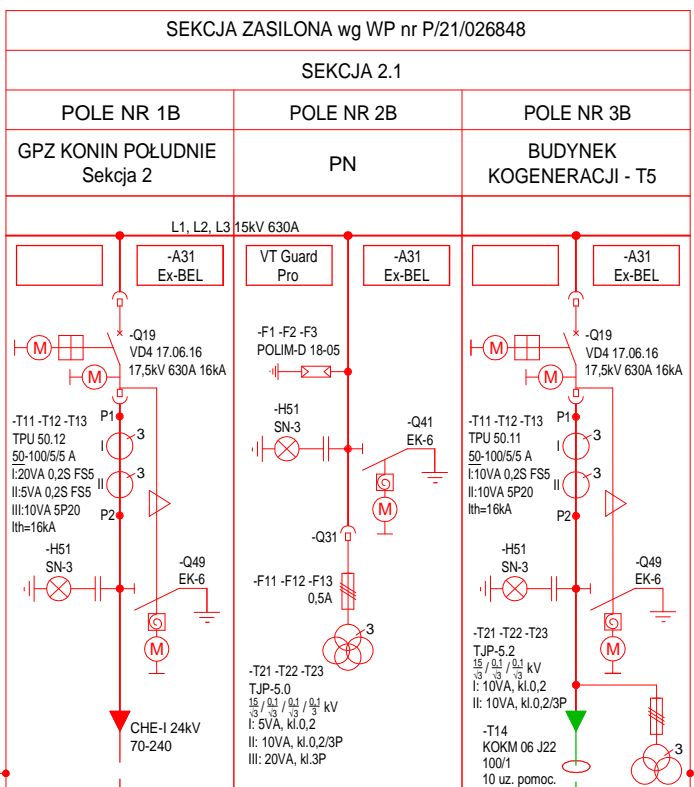 SEKCJA ZASILONA wg WP nr P/21/026848
SEKCJA 2.1
POLE NR 1B
POLE NR 2B
POLE NR 3B
GPZ KONIN POŁUDNIE
Sekcja 2
PN
BUDYNEK
KOGENERACJI - T5
L1, L2, L3 15kV 630A
-A31
Ex-BEL
-Q19
VD4 17.06.16
17,5kV 630A 16kA
M
M
-T11 -T12 -T13
TPU 50.12
50-100/5/5 A
I:20VA 0,2S FS5
II:5VA 0,2S FS5
III:10VA 5P20
Ith=16kA
P1
I
3
II
3
P2
-H51
SN-3
-Q49
EK-6
M
CHE-I 24kV
70-240
VT Guard
Pro
-A31
Ex-BEL
-F1 -F2 -F3
POLIM-D 18-05
-H51
SN-3
-Q41
EK-6
M
-Q31
-F11 -F12 -F13
0,5A
3
-T21 -T22 -T23
TJP-5.0
15/√3 / 0.1/√3 / 0.1/√3 / 0.1/3 kV
I: 5VA, kl.0,2
II: 10VA, kl.0,2/3P
III: 20VA, kl.3P
-A31
Ex-BEL
-Q19
VD4 17.06.16
17,5kV 630A 16kA
M
M
-T11 -T12 -T13
TPU 50.11
50-100/5/5 A
I:10VA 0,2S FS5
II:10VA 5P20
Ith=16kA
P1
I
3
II
3
P2
-H51
SN-3
-Q49
EK-6
M
-T21 -T22 -T23
TJP-5.2
15/√3 / 0.1/√3 / 0.1/√3 kV
I: 10VA, kl.0,2
II: 10VA, kl.0,2/3P
-T14
KOKM 06 J22
100/1
10 uz. pomoc.
3